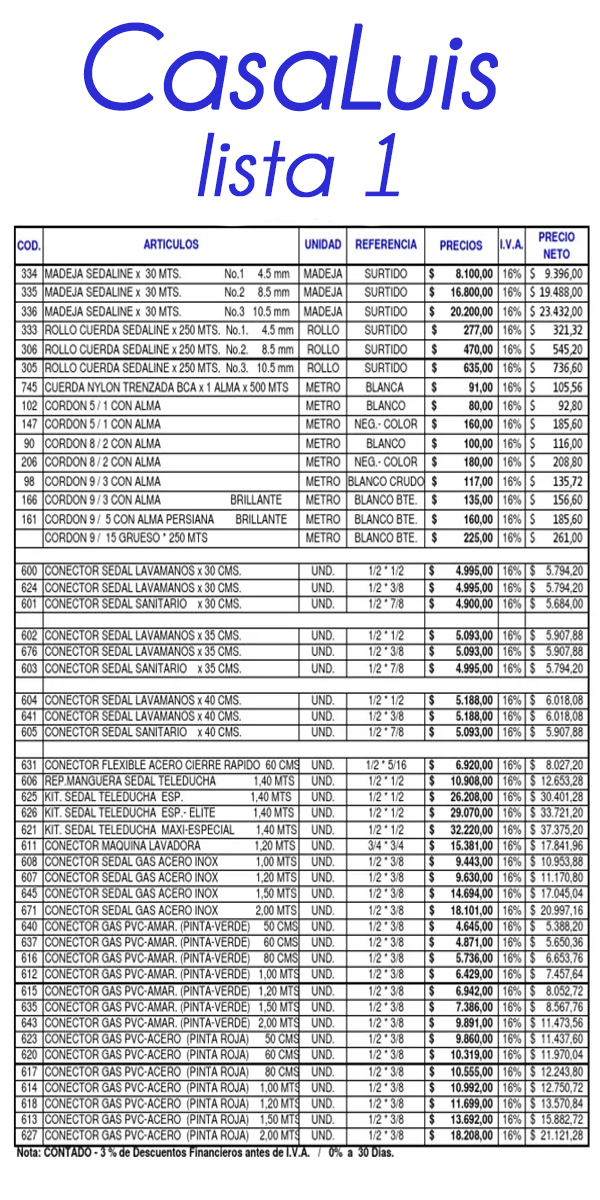 CasaLuis
lista 1
COD. ARTICULOS UNIDAD REFERENCIA PRECIOS I.V.A. PRECIO NETO
334 MADEJA SEDALINE x 30 MTS. No.1 4.5 mm MADEJA SURTIDO $ 8.100,00 16% $ 9.396,00
335 MADEJA SEDALINE x 30 MTS. No.2 8.5 mm MADEJA SURTIDO $ 16.800,00 16% $ 19.488,00
336 MADEJA SEDALINE x 30 MTS. No.3 10.5 mm MADEJA SURTIDO $ 20.200,00 16% $ 23.432,00
333 ROLLO CUERDA SEDALINE x 250 MTS. No.1. 4.5 mm ROLLO SURTIDO $ 277,00 16% $ 321,32
306 ROLLO CUERDA SEDALINE x 250 MTS. No.2. 8.5 mm ROLLO SURTIDO $ 470,00 16% $ 545,20
305 ROLLO CUERDA SEDALINE x 250 MTS. No.3. 10.5 mm ROLLO SURTIDO $ 635,00 16% $ 736,60
745 CUERDA NYLON TRENZADA BCA x 1 ALMA x 500 MTS METRO BLANCA $ 91,00 16% $ 105,56
102 CORDON 5 / 1 CON ALMA METRO BLANCO $ 80,00 16% $ 92,80
147 CORDON 5 / 1 CON ALMA METRO NEG.- COLOR $ 160,00 16% $ 185,60
90 CORDON 8 / 2 CON ALMA METRO BLANCO $ 100,00 16% $ 116,00
206 CORDON 8 / 2 CON ALMA METRO NEG.- COLOR $ 180,00 16% $ 208,80
98 CORDON 9 / 3 CON ALMA METRO BLANCO CRUDO $ 117,00 16% $ 135,72
166 CORDON 9 / 3 CON ALMA BRILLANTE METRO BLANCO BTE. $ 135,00 16% $ 156,60
161 CORDON 9 / 5 CON ALMA PERSIANA BRILLANTE METRO BLANCO BTE. $ 160,00 16% $ 185,60
CORDON 9 / 15 GRUESO * 250 MTS METRO BLANCO BTE. $ 225,00 16% $ 261,00
600 CONECTOR SEDAL LAVAMANOS x 30 CMS. UND. 1/2 * 1/2 $ 4.995,00 16% $ 5.794,20
624 CONECTOR SEDAL LAVAMANOS x 30 CMS. UND. 1/2 * 3/8 $ 4.995,00 16% $ 5.794,20
601 CONECTOR SEDAL SANITARIO x 30 CMS. UND. 1/2 * 7/8 $ 4.900,00 16% $ 5.684,00
602 CONECTOR SEDAL LAVAMANOS x 35 CMS. UND. 1/2 * 1/2 $ 5.093,00 16% $ 5.907,88
676 CONECTOR SEDAL LAVAMANOS x 35 CMS. UND. 1/2 * 3/8 $ 5.093,00 16% $ 5.907,88
603 CONECTOR SEDAL SANITARIO x 35 CMS. UND. 1/2 * 7/8 $ 4.995,00 16% $ 5.794,20
604 CONECTOR SEDAL LAVAMANOS x 40 CMS. UND. 1/2 * 1/2 $ 5.188,00 16% $ 6.018,08
641 CONECTOR SEDAL LAVAMANOS x 40 CMS. UND. 1/2 * 3/8 $ 5.188,00 16% $ 6.018,08
605 CONECTOR SEDAL SANITARIO x 40 CMS. UND. 1/2 * 7/8 $ 5.093,00 16% $ 5.907,88
631 CONECTOR FLEXIBLE ACERO CIERRE RAPIDO 60 CMS UND. 1/2 * 5/16 $ 6.920,00 16% $ 8.027,20
606 REP.MANGUERA SEDAL TELEDUCHA 1,40 MTS UND. 1/2 * 1/2 $ 10.908,00 16% $ 12.653,28
625 KIT. SEDAL TELEDUCHA ESP. 1,40 MTS UND. 1/2 * 1/2 $ 26.208,00 16% $ 30.401,28
626 KIT. SEDAL TELEDUCHA ESP.- ELITE 1,40 MTS UND. 1/2 * 1/2 $ 29.070,00 16% $ 33.721,20
621 KIT. SEDAL TELEDUCHA MAXI-ESPECIAL 1,40 MTS UND. 1/2 * 1/2 $ 32.220,00 16% $ 37.375,20
611 CONECTOR MAQUINA LAVADORA 1,20 MTS UND. 3/4 * 3/4 $ 15.381,00 16% $ 17.841,96
608 CONECTOR SEDAL GAS ACERO INOX 1,00 MTS UND. 1/2 * 3/8 $ 9.443,00 16% $ 10.953,88
607 CONECTOR SEDAL GAS ACERO INOX 1,20 MTS UND. 1/2 * 3/8 $ 9.630,00 16% $ 11.170,80
645 CONECTOR SEDAL GAS ACERO INOX 1,50 MTS UND. 1/2 * 3/8 $ 14.694,00 16% $ 17.045,04
671 CONECTOR SEDAL GAS ACERO INOX 2,00 MTS UND. 1/2 * 3/8 $ 18.101,00 16% $ 20.997,16
640 CONECTOR GAS PVC-AMAR. (PINTA-VERDE) 50 CMS UND. 1/2 * 3/8 $ 4.645,00 16% $ 5.388,20
637 CONECTOR GAS PVC-AMAR. (PINTA-VERDE) 60 CMS UND. 1/2 * 3/8 $ 4.871,00 16% $ 5.650,36
616 CONECTOR GAS PVC-AMAR. (PINTA-VERDE) 80 CMS UND. 1/2 * 3/8 $ 5.736,00 16% $ 6.653,76
612 CONECTOR GAS PVC-AMAR. (PINTA-VERDE) 1,00 MTS UND. 1/2 * 3/8 $ 6.429,00 16% $ 7.457,64
615 CONECTOR GAS PVC-AMAR. (PINTA-VERDE) 1,20 MTS UND. 1/2 * 3/8 $ 6.942,00 16% $ 8.052,72
635 CONECTOR GAS PVC-AMAR. (PINTA-VERDE) 1,50 MTS UND. 1/2 * 3/8 $ 7.386,00 16% $ 8.567,76
643 CONECTOR GAS PVC-AMAR. (PINTA-VERDE) 2,00 MTS UND. 1/2 * 3/8 $ 9.891,00 16% $ 11.473,56
623 CONECTOR GAS PVC-ACERO (PINTA ROJA) 50 CMS UND. 1/2 * 3/8 $ 9.860,00 16% $ 11.437,60
620 CONECTOR GAS PVC-ACERO (PINTA ROJA) 60 CMS UND. 1/2 * 3/8 $ 10.319,00 16% $ 11.970,04
617 CONECTOR GAS PVC-ACERO (PINTA ROJA) 80 CMS UND. 1/2 * 3/8 $ 10.555,00 16% $ 12.243,80
614 CONECTOR GAS PVC-ACERO (PINTA ROJA) 1,00 MTS UND. 1/2 * 3/8 $ 10.992,00 16% $ 12.750,72
618 CONECTOR GAS PVC-ACERO (PINTA ROJA) 1,20 MTS UND. 1/2 * 3/8 $ 11.699,00 16% $ 13.570,84
613 CONECTOR GAS PVC-ACERO (PINTA ROJA) 1,50 MTS UND. 1/2 * 3/8 $ 13.692,00 16% $ 15.882,72
627 CONECTOR GAS PVC-ACERO (PINTA ROJA) 2,00 MTS UND. 1/2 * 3/8 $ 18.208,00 16% $ 21.121,28
Nota: CONTADO - 3 % de Descuentos Financieros antes de I.V.A. / 0% a 30 Dias.